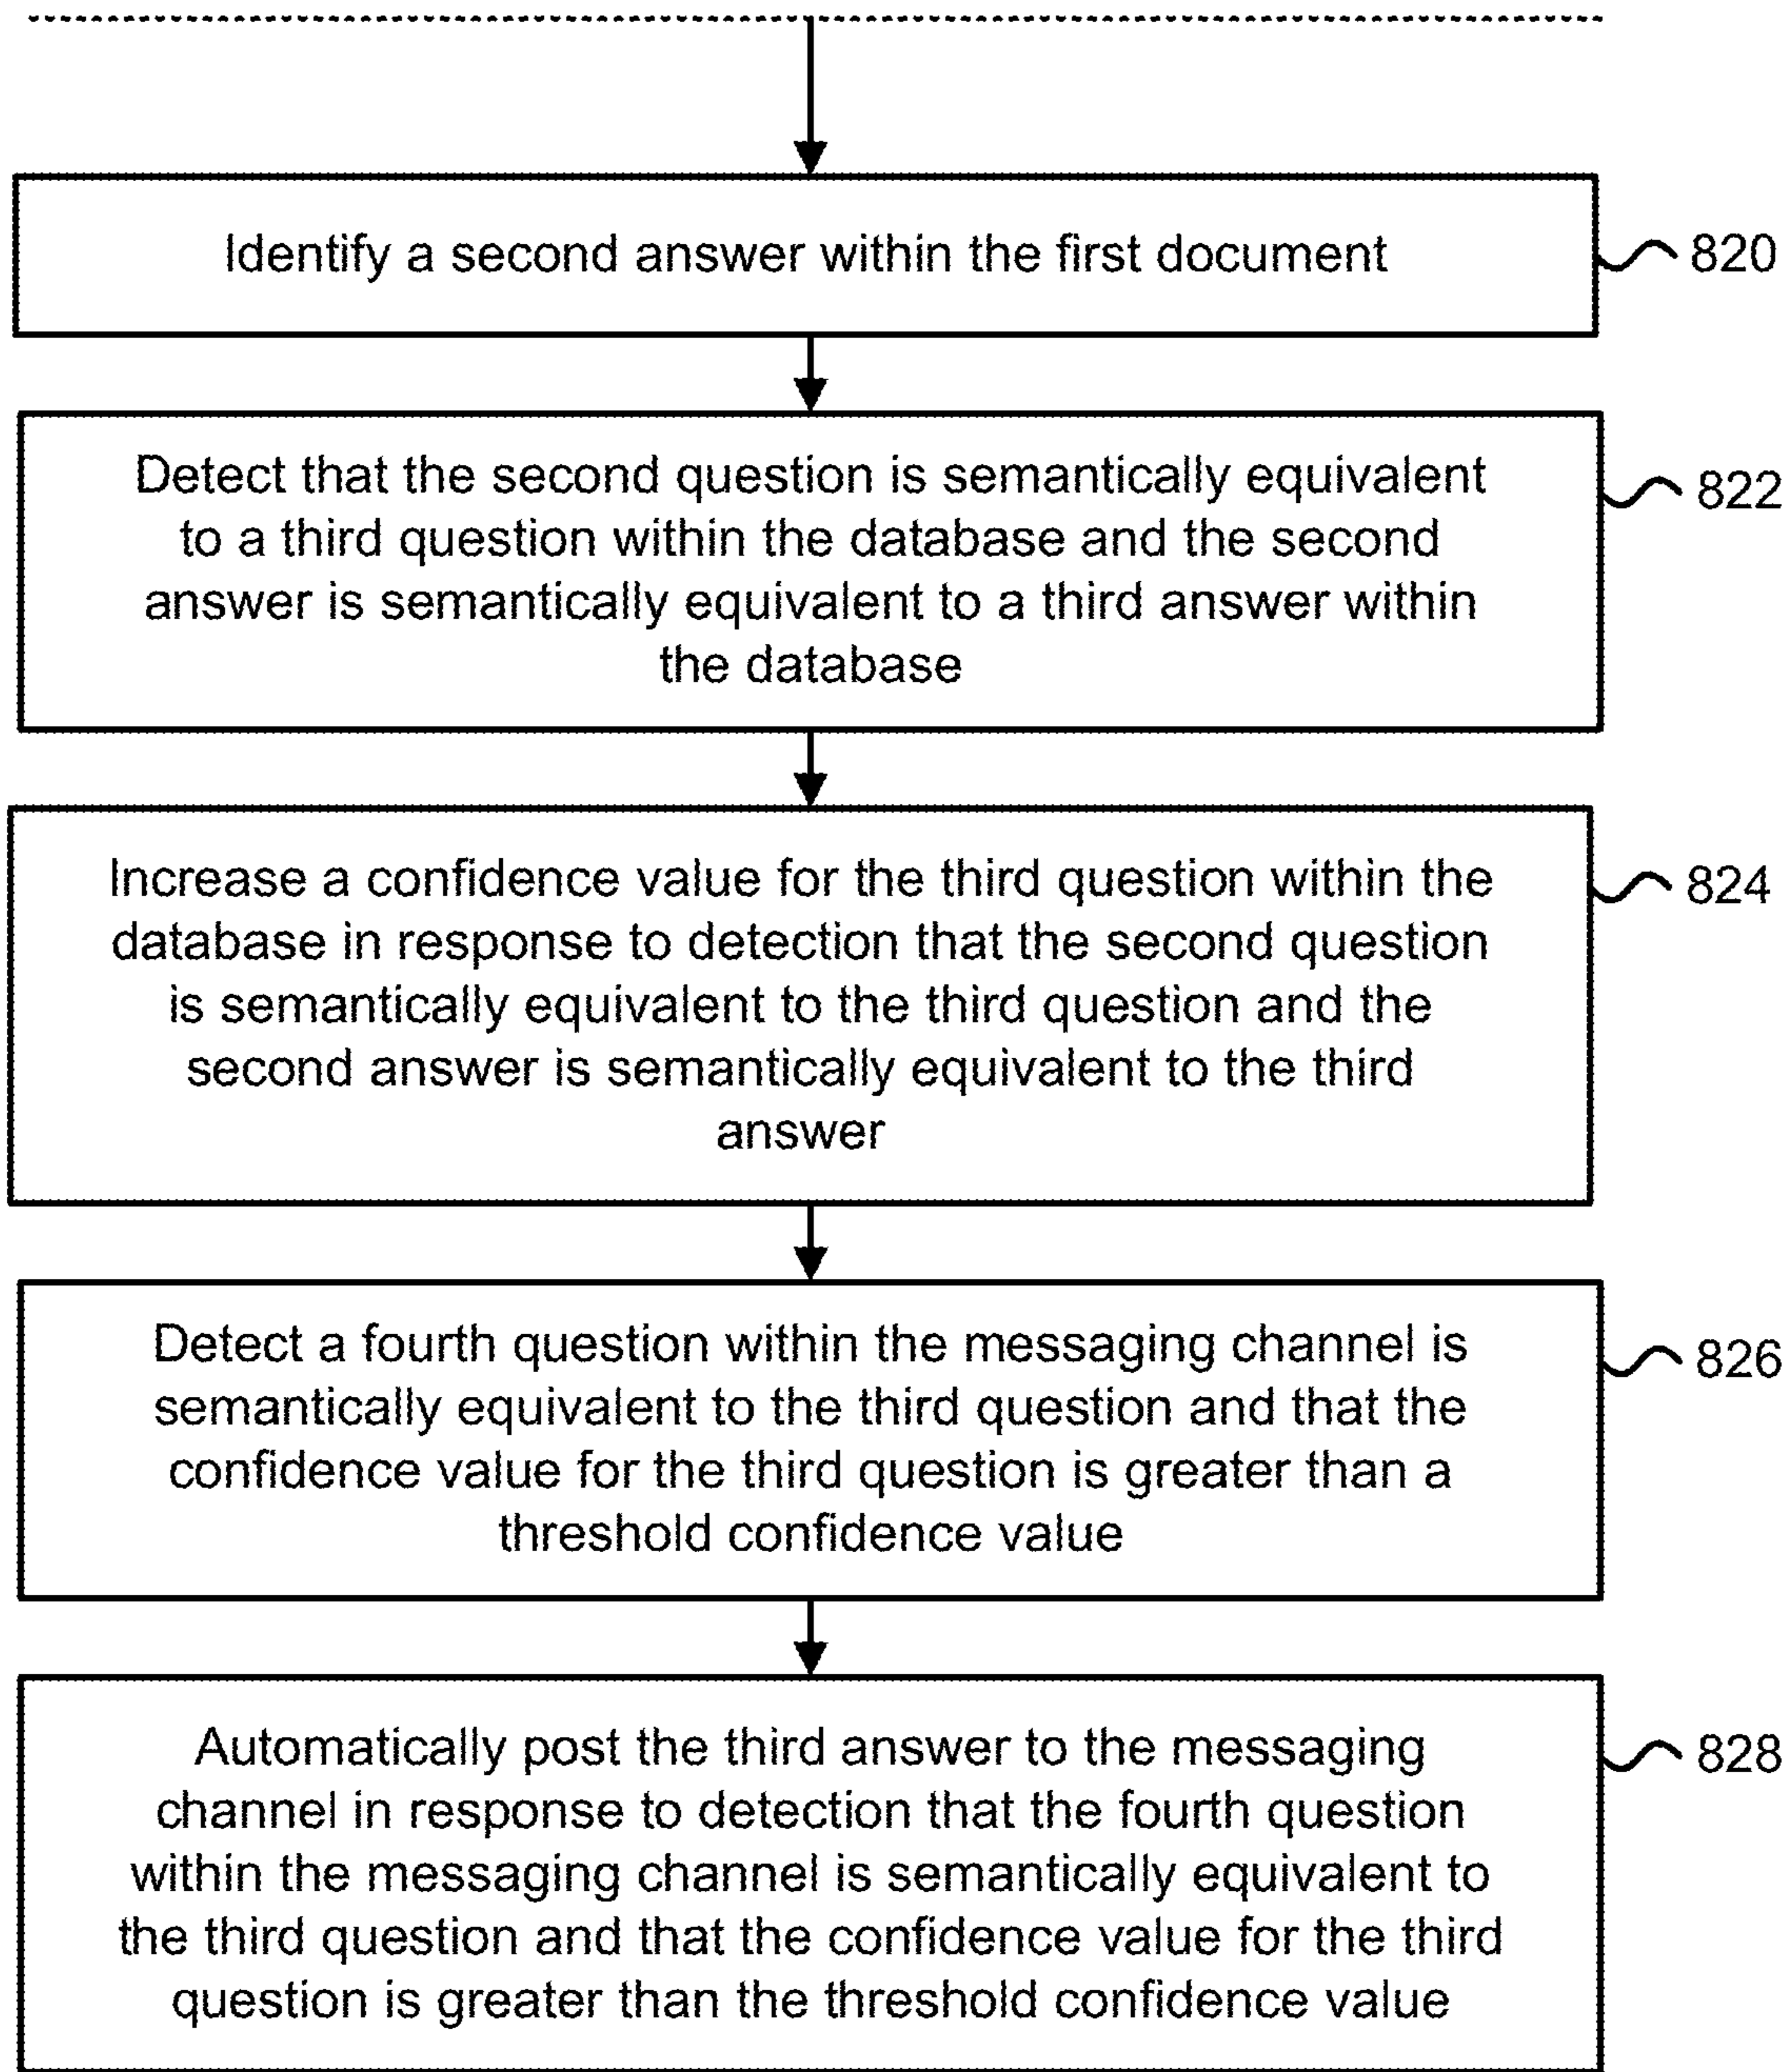 Identify a second answer within the first document
820
Detect that the second question is semantically equivalent
to a third question within the database and the second
answer is semantically equivalent to a third answer within
the database
822
Increase a confidence value for the third question within the
database in response to detection that the second question
is semantically equivalent to the third question and the
second answer is semantically equivalent to the third
answer
824
Detect a fourth question within the messaging channel is
semantically equivalent to the third question and that the
confidence value for the third question is greater than a
threshold confidence value
826
Automatically post the third answer to the messaging
channel in response to detection that the fourth question
within the messaging channel is semantically equivalent to
the third question and that the confidence value for the third
question is greater than the threshold confidence value
828